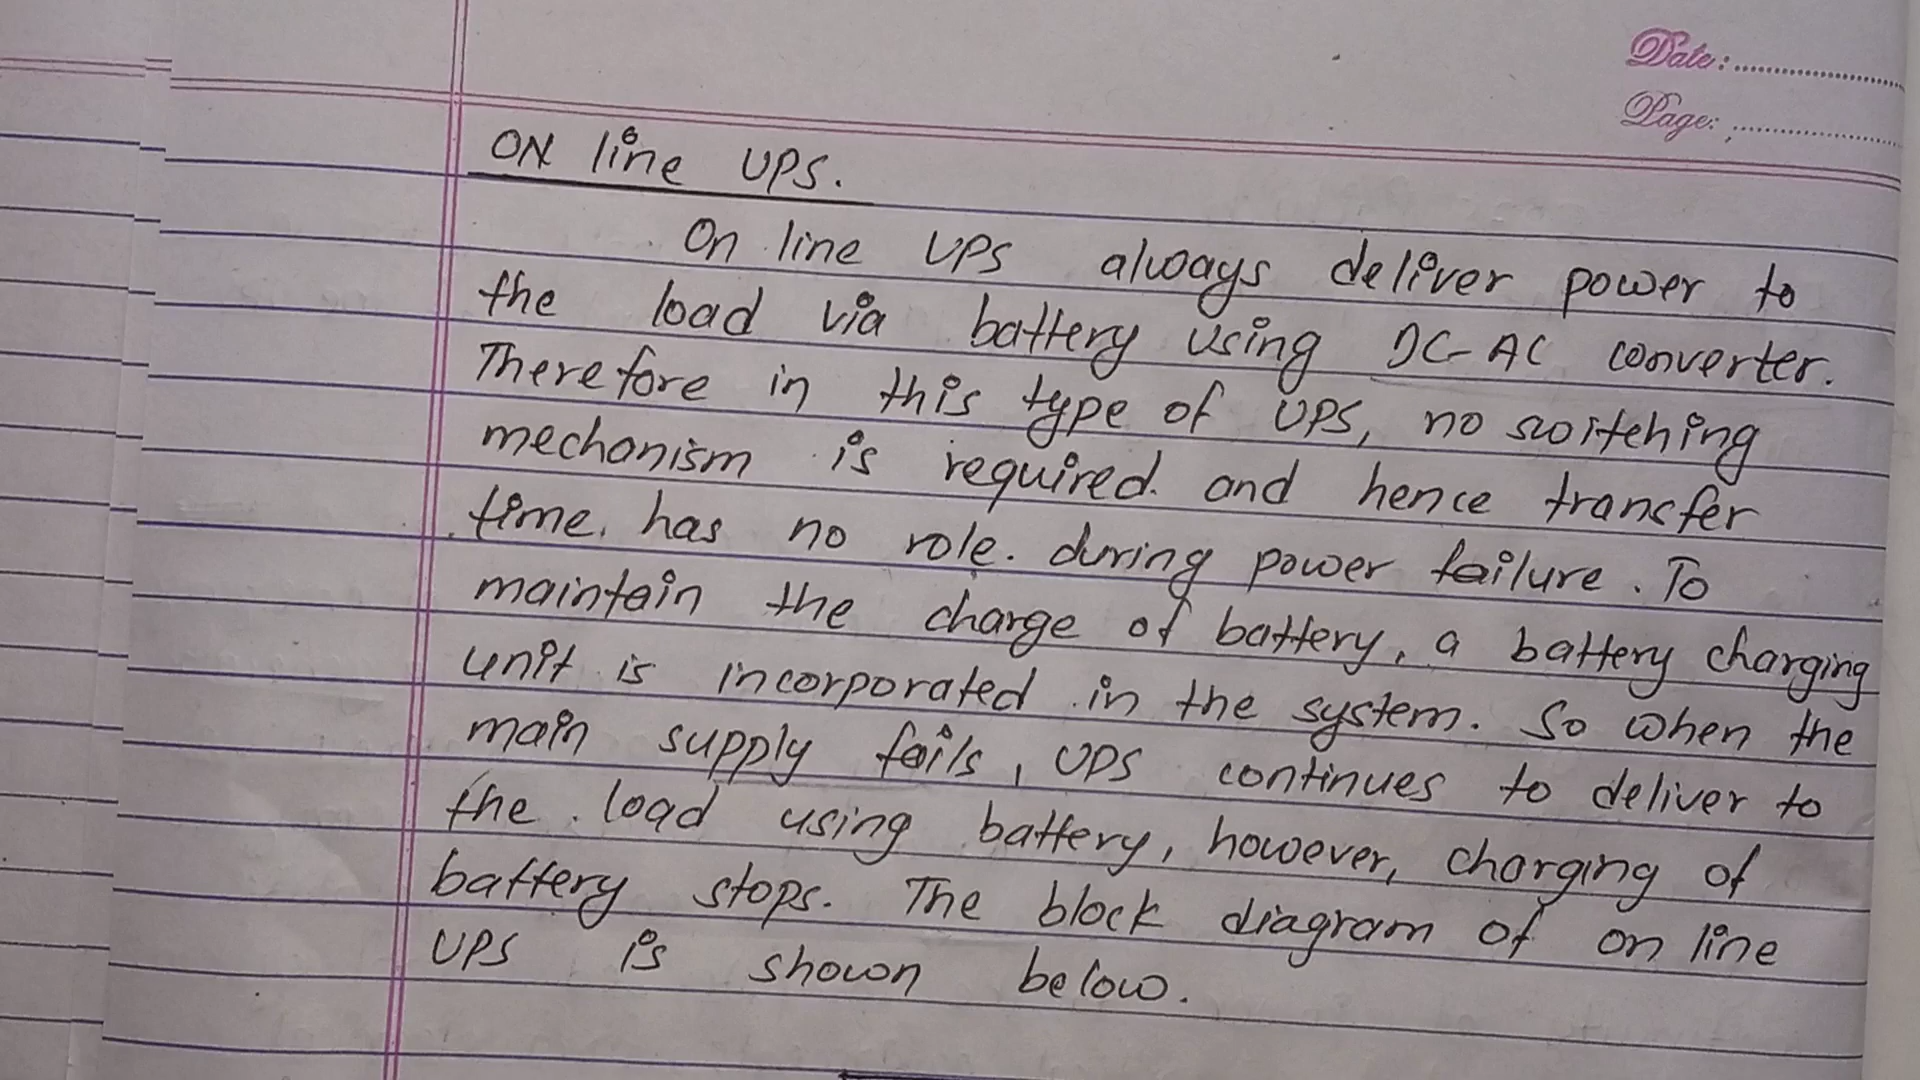 Date:
Page:
ON line UPS.
On line UPS always deliver power to
the load via battery using DC-AC converter.
Therefore in this type of UPS, no switching
mechanism is required. and hence transfer
time. has no role. during power failure. To
maintain the charge of battery, a battery charging
unit is incorporated in the system. So when the
main supply fails, UPS continues to deliver to
the load using battery, however, charging of
battery stops. The block diagram of on line
UPS is shown below.